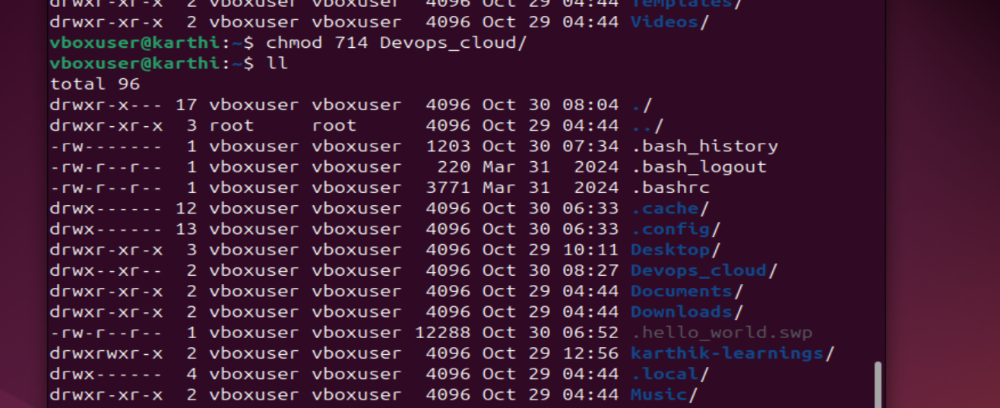 drwxr-xr-x  2 vboxuser vboxuser  4096 Oct 29 04:44 Templates/
drwxr-xr-x  2 vboxuser vboxuser  4096 Oct 29 04:44 Videos/
vboxuser@karthi:~$ chmod 714 Devops_cloud/
vboxuser@karthi:~$ ll
total 96
drwxr-x--- 17 vboxuser vboxuser  4096 Oct 30 08:04 ./
drwxr-xr-x  3 root     root      4096 Oct 29 04:44 ../
-rw-------  1 vboxuser vboxuser  1203 Oct 30 07:34 .bash_history
-rw-r--r--  1 vboxuser vboxuser   220 Mar 31  2024 .bash_logout
-rw-r--r--  1 vboxuser vboxuser  3771 Mar 31  2024 .bashrc
drwx------ 12 vboxuser vboxuser  4096 Oct 30 06:33 .cache/
drwx------ 13 vboxuser vboxuser  4096 Oct 30 06:33 .config/
drwxr-xr-x  3 vboxuser vboxuser  4096 Oct 29 10:11 Desktop/
drwx--xr--  2 vboxuser vboxuser  4096 Oct 30 08:27 Devops_cloud/
drwxr-xr-x  2 vboxuser vboxuser  4096 Oct 29 04:44 Documents/
drwxr-xr-x  2 vboxuser vboxuser  4096 Oct 29 04:44 Downloads/
-rw-r--r--  1 vboxuser vboxuser 12288 Oct 30 06:52 .hello_world.swp
drwxrwxr-x  2 vboxuser vboxuser  4096 Oct 29 12:56 karthik-learnings/
drwx------  4 vboxuser vboxuser  4096 Oct 29 04:44 .local/
drwxr-xr-x  2 vboxuser vboxuser  4096 Oct 29 04:44 Music/